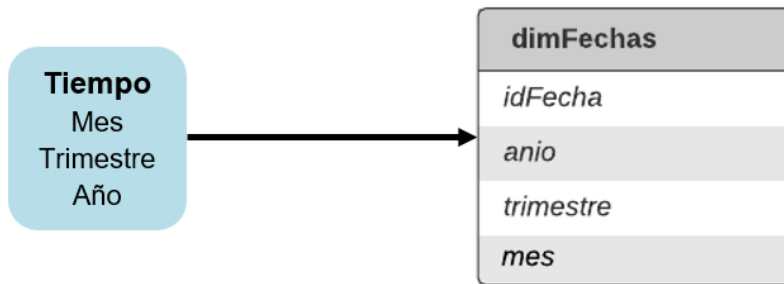 Tiempo
Mes
Trimestre
Año
dimFechas
idFecha
anio
trimestre
mes